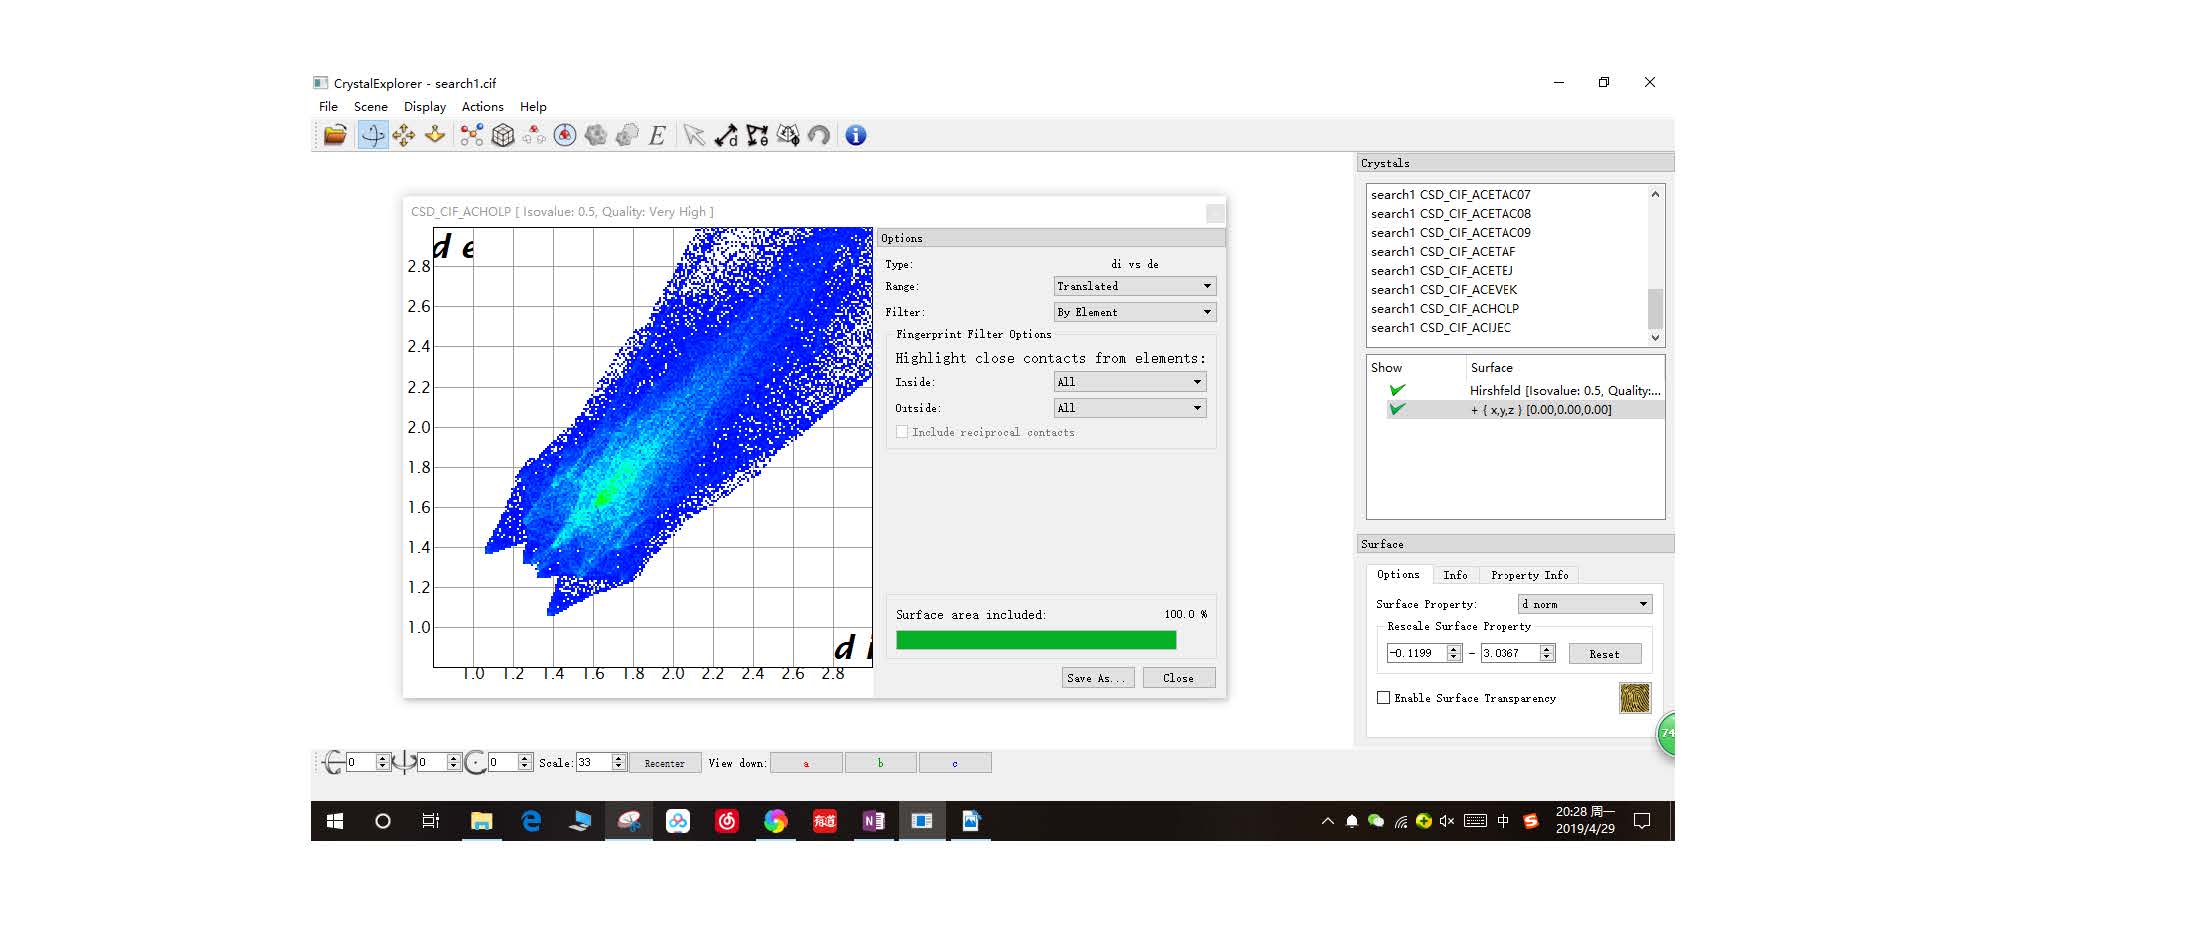 CrystalExplorer - search1.cif
File Scene Display Actions Help
E d θ
Crystals
search1 CSD_CIF_ACETAC07
search1 CSD_CIF_ACETAC08
search1 CSD_CIF_ACETAC09
search1 CSD_CIF_ACETAF
search1 CSD_CIF_ACETEJ
search1 CSD_CIF_ACEVEK
search1 CSD_CIF_ACHOLP
search1 CSD_CIF_ACIJEC
CSD_CIF_ACHOLP [ Isovalue: 0.5, Quality: Very High ]
d e
2.8
2.6
2.4
2.2
2.0
1.8
1.6
1.4
1.2
1.0
d i
1.0 1.2 1.4 1.6 1.8 2.0 2.2 2.4 2.6 2.8
Options
Type: di vs de
Range: Translated
Filter: By Element
Fingerprint Filter Options
Highlight close contacts from elements:
Inside: All
Outside: All
Include reciprocal contacts
Surface area included: 100.0 %
Save As... Close
Show Surface
Hirshfeld [Isovalue: 0.5, Quality:...
+ { x,y,z } [0.00,0.00,0.00]
Surface
Options Info Property Info
Surface Property: d norm
Rescale Surface Property
-0.1199 - 3.0367 Reset
Enable Surface Transparency
74
0 0 0 Scale: 33 Recenter View down: a b c
有道
N
中
S
20:28 周一
2019/4/29